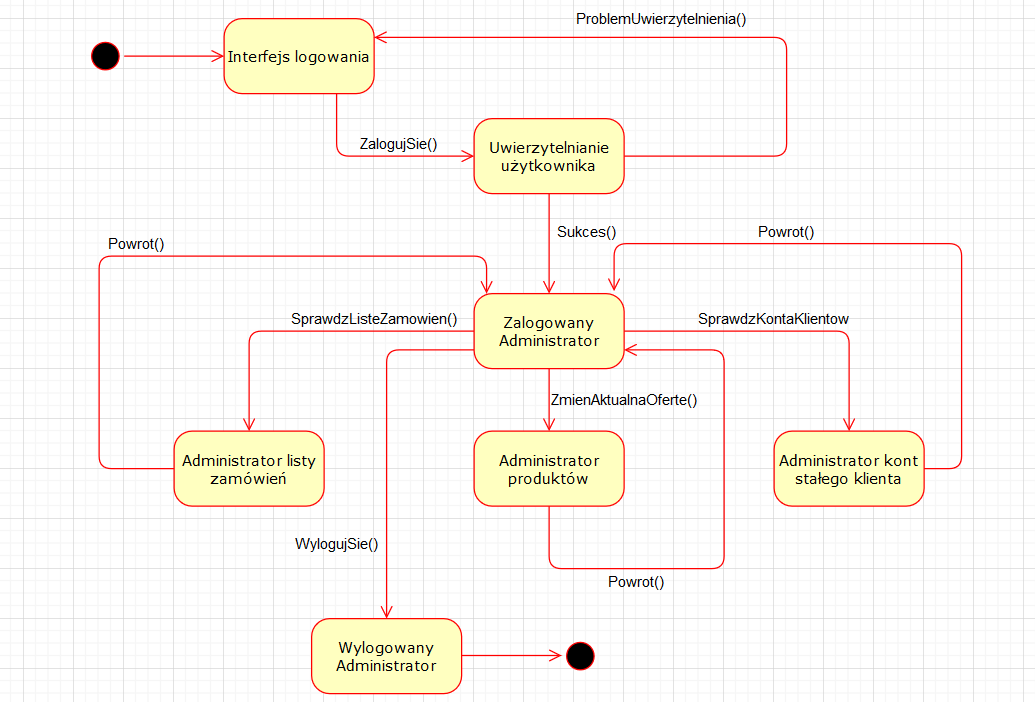 ProblemUwierzytelnienia()
Interfejs logowania
ZalogujSie()
Uwierzytelnianie
użytkownika
Sukces()
Powrot()
Powrot()
SprawdzListeZamowien()
Zalogowany
Administrator
SprawdzKontaKlientow
ZmienAktualnaOferte()
Administrator listy
zamówień
Administrator
produktów
Administrator kont
stałego klienta
WylogujSie()
Powrot()
Wylogowany
Administrator